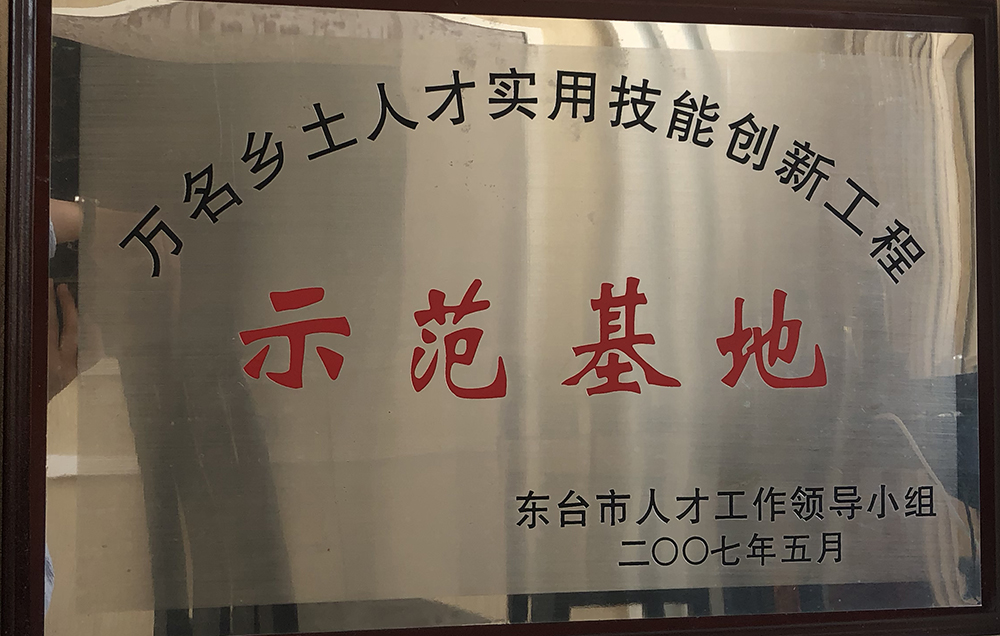 万名乡土人才实用技能创新工程
示范基地
东台市人才工作领导小组
二〇〇七年五月